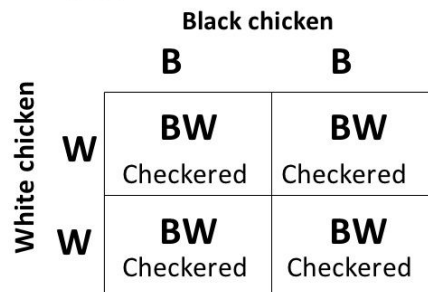 Black chicken
B B
White chicken
W BW BW
Checkered Checkered
W BW BW
Checkered Checkered